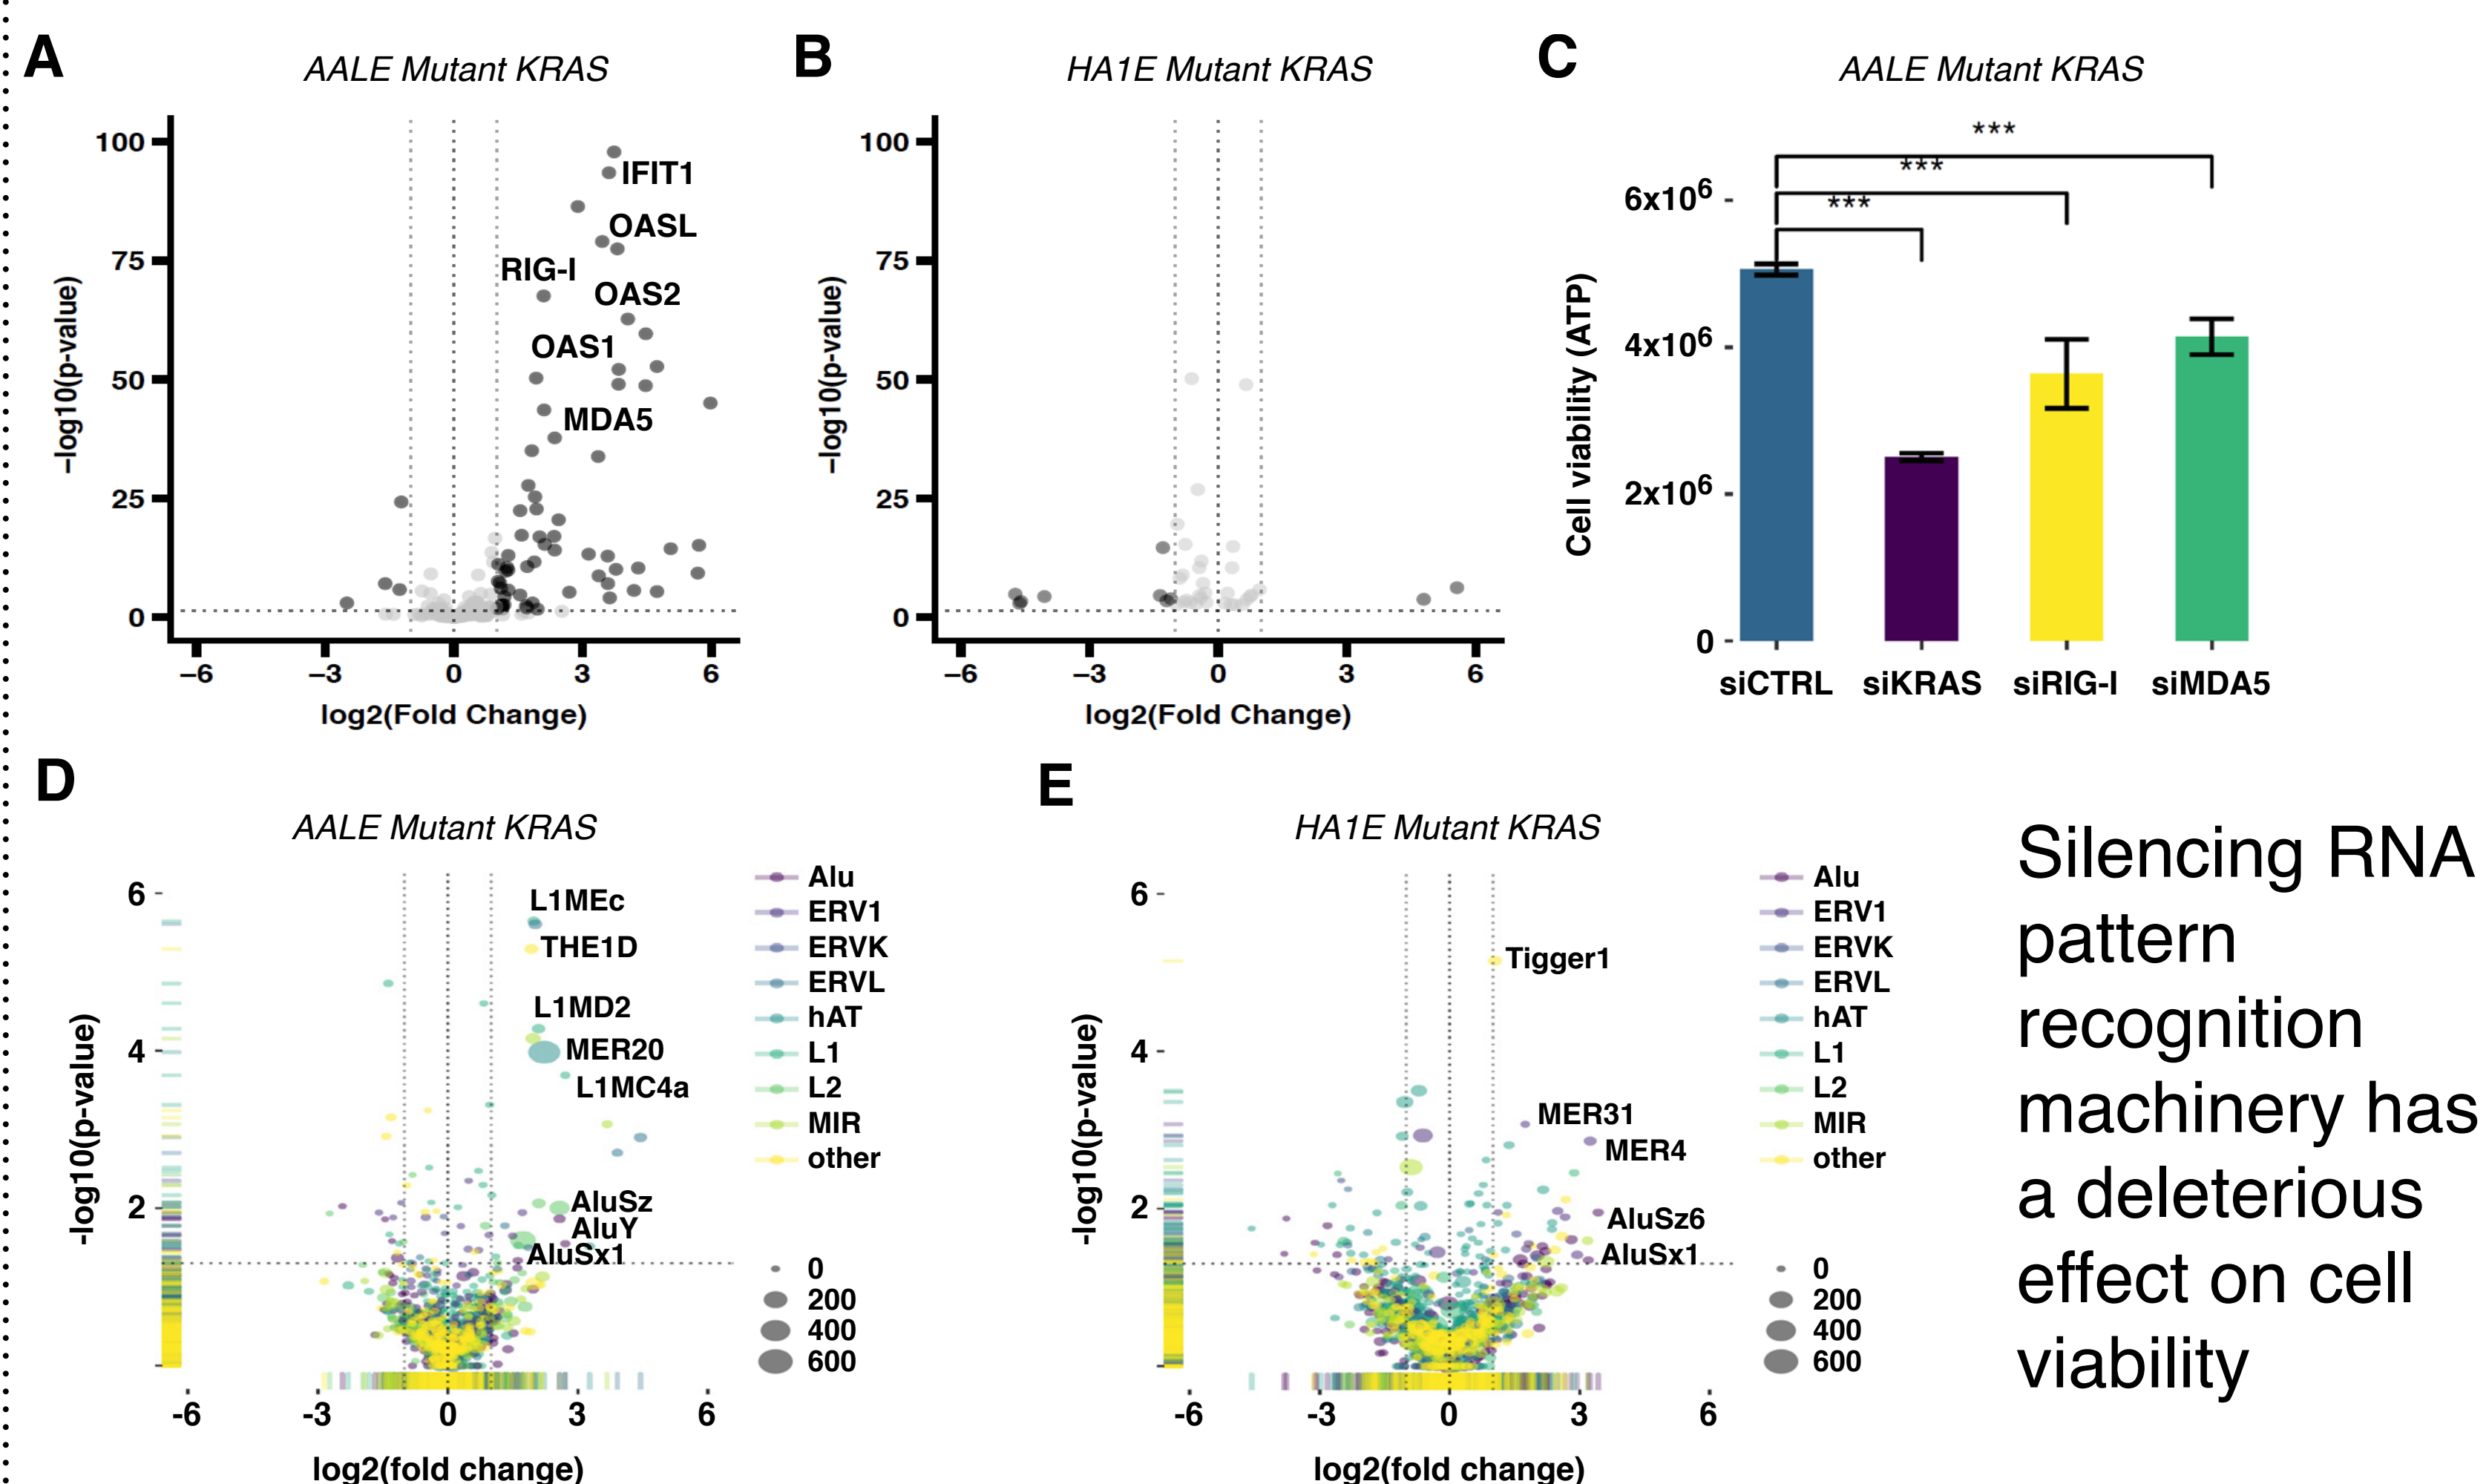 A
AALE Mutant KRAS
100
75
50
25
0
−log10(p-value)
IFIT1
OASL
RIG-I
OAS2
OAS1
MDA5
−6
−3
0
3
6
log2(Fold Change)
B
HA1E Mutant KRAS
100
75
50
25
0
−log10(p-value)
−6
−3
0
3
6
log2(Fold Change)
C
AALE Mutant KRAS
***
***
***
6x10⁶
4x10⁶
2x10⁶
0
Cell viability (ATP)
siCTRL
siKRAS
siRIG-I
siMDA5
D
AALE Mutant KRAS
6
4
2
-log10(p-value)
L1MEc
THE1D
L1MD2
MER20
L1MC4a
AluSz
AluY
AluSx1
-6
-3
0
3
6
log2(fold change)
Alu
ERV1
ERVK
ERVL
hAT
L1
L2
MIR
other
0
200
400
600
E
HA1E Mutant KRAS
6
4
2
-log10(p-value)
Tigger1
MER31
MER4
AluSz6
AluSx1
-6
-3
0
3
6
log2(fold change)
Alu
ERV1
ERVK
ERVL
hAT
L1
L2
MIR
other
0
200
400
600
Silencing RNA
pattern
recognition
machinery has
a deleterious
effect on cell
viability